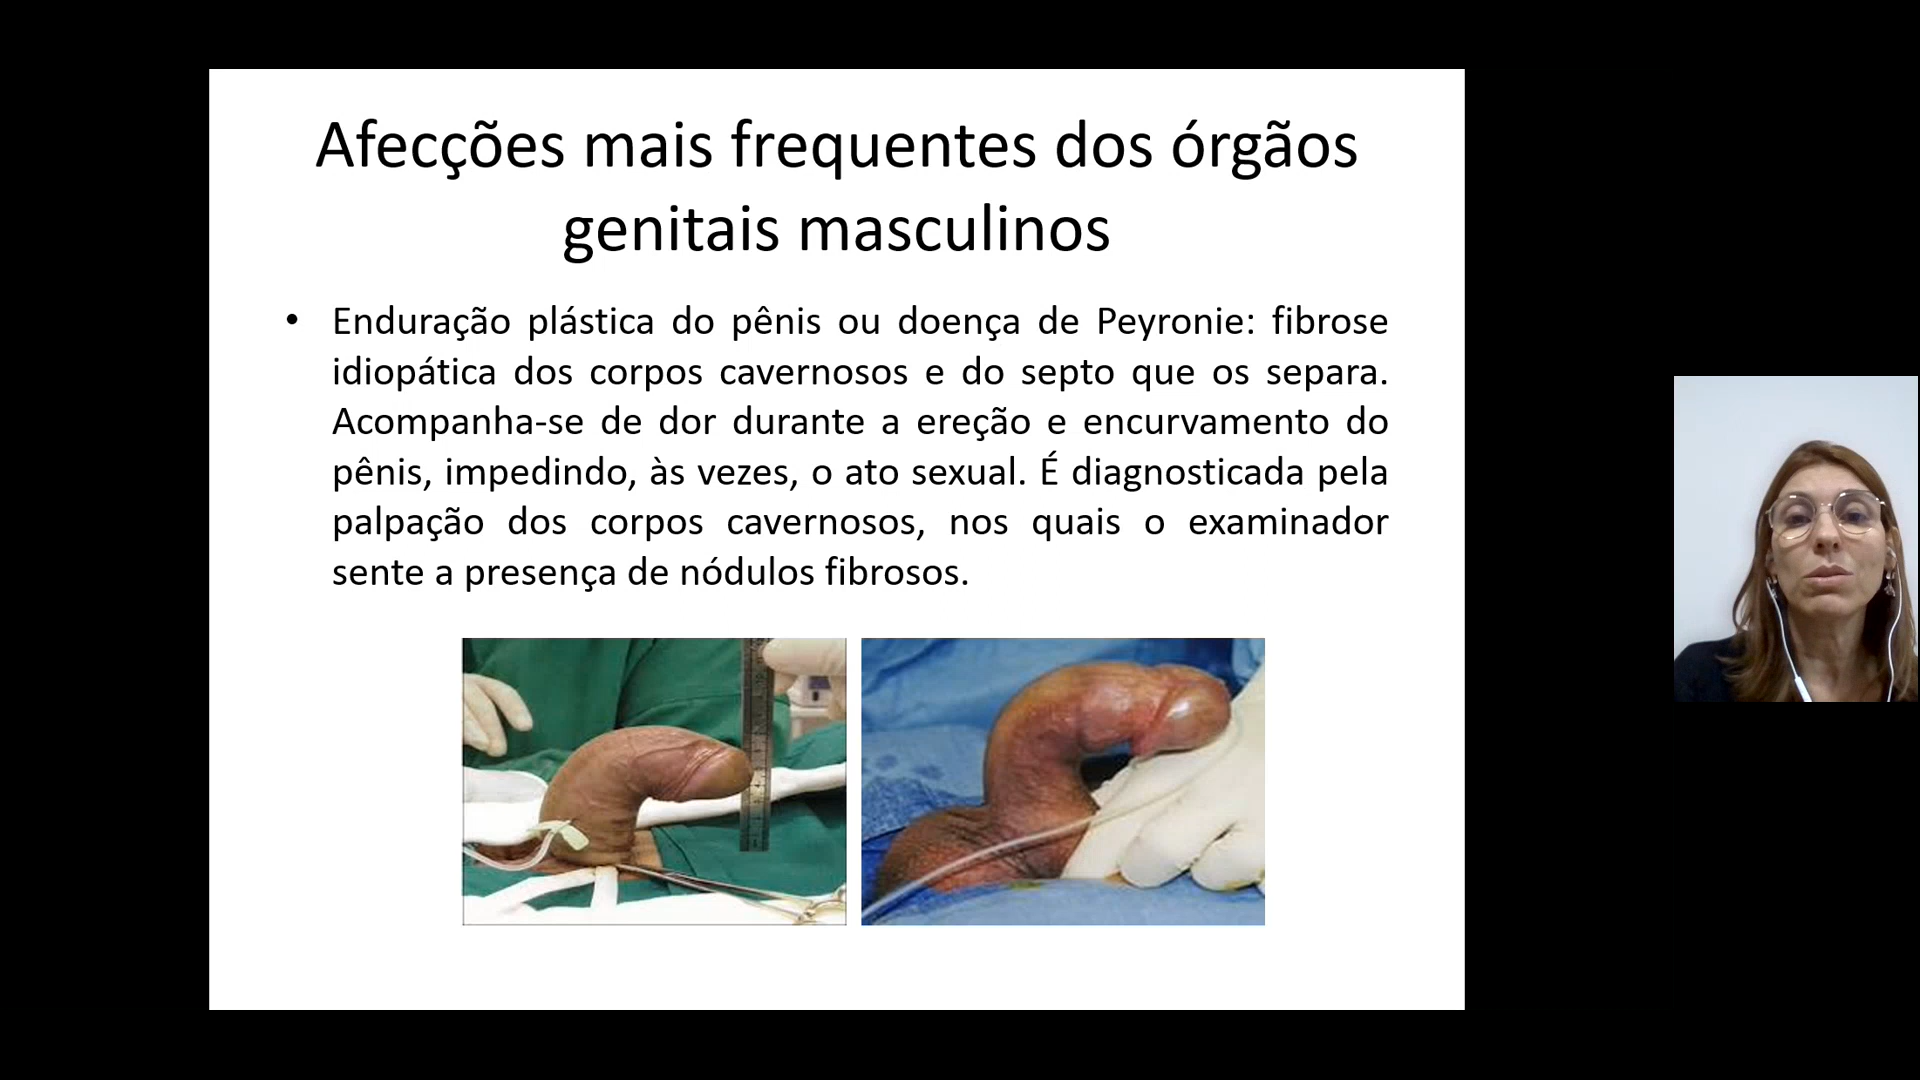 Afecções mais frequentes dos órgãos
genitais masculinos
• Enduração plástica do pênis ou doença de Peyronie: fibrose
idiopática dos corpos cavernosos e do septo que os separa.
Acompanha-se de dor durante a ereção e encurvamento do
pênis, impedindo, às vezes, o ato sexual. É diagnosticada pela
palpação dos corpos cavernosos, nos quais o examinador
sente a presença de nódulos fibrosos.